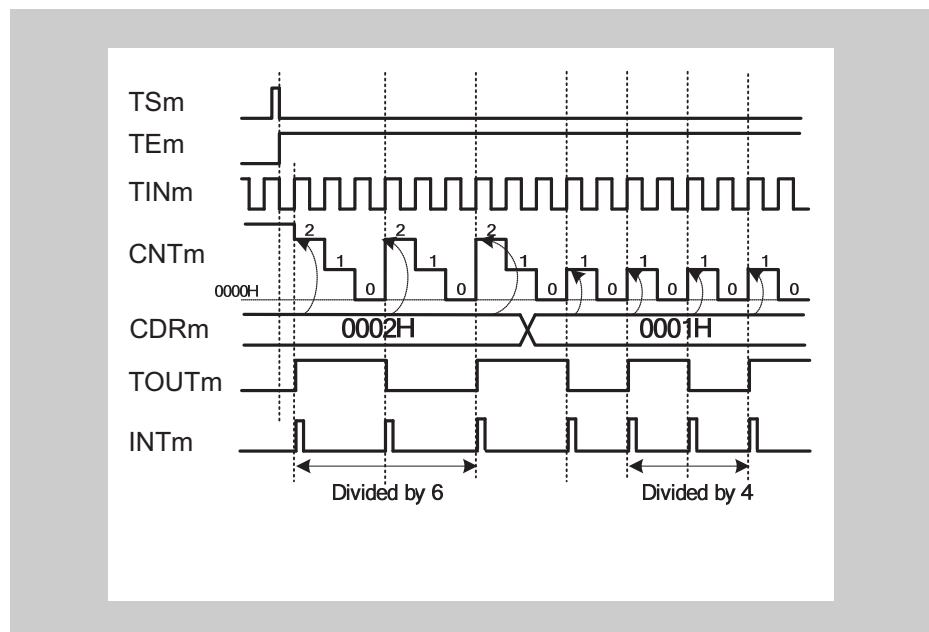 TSm
TEm
TINm
CNTm
2 2 2
1 1 1 1 1 1 1
0 0 0 0 0 0 0
0000H
CDRm 0002H 0001H
TOUTm
INTm
Divided by 6 Divided by 4